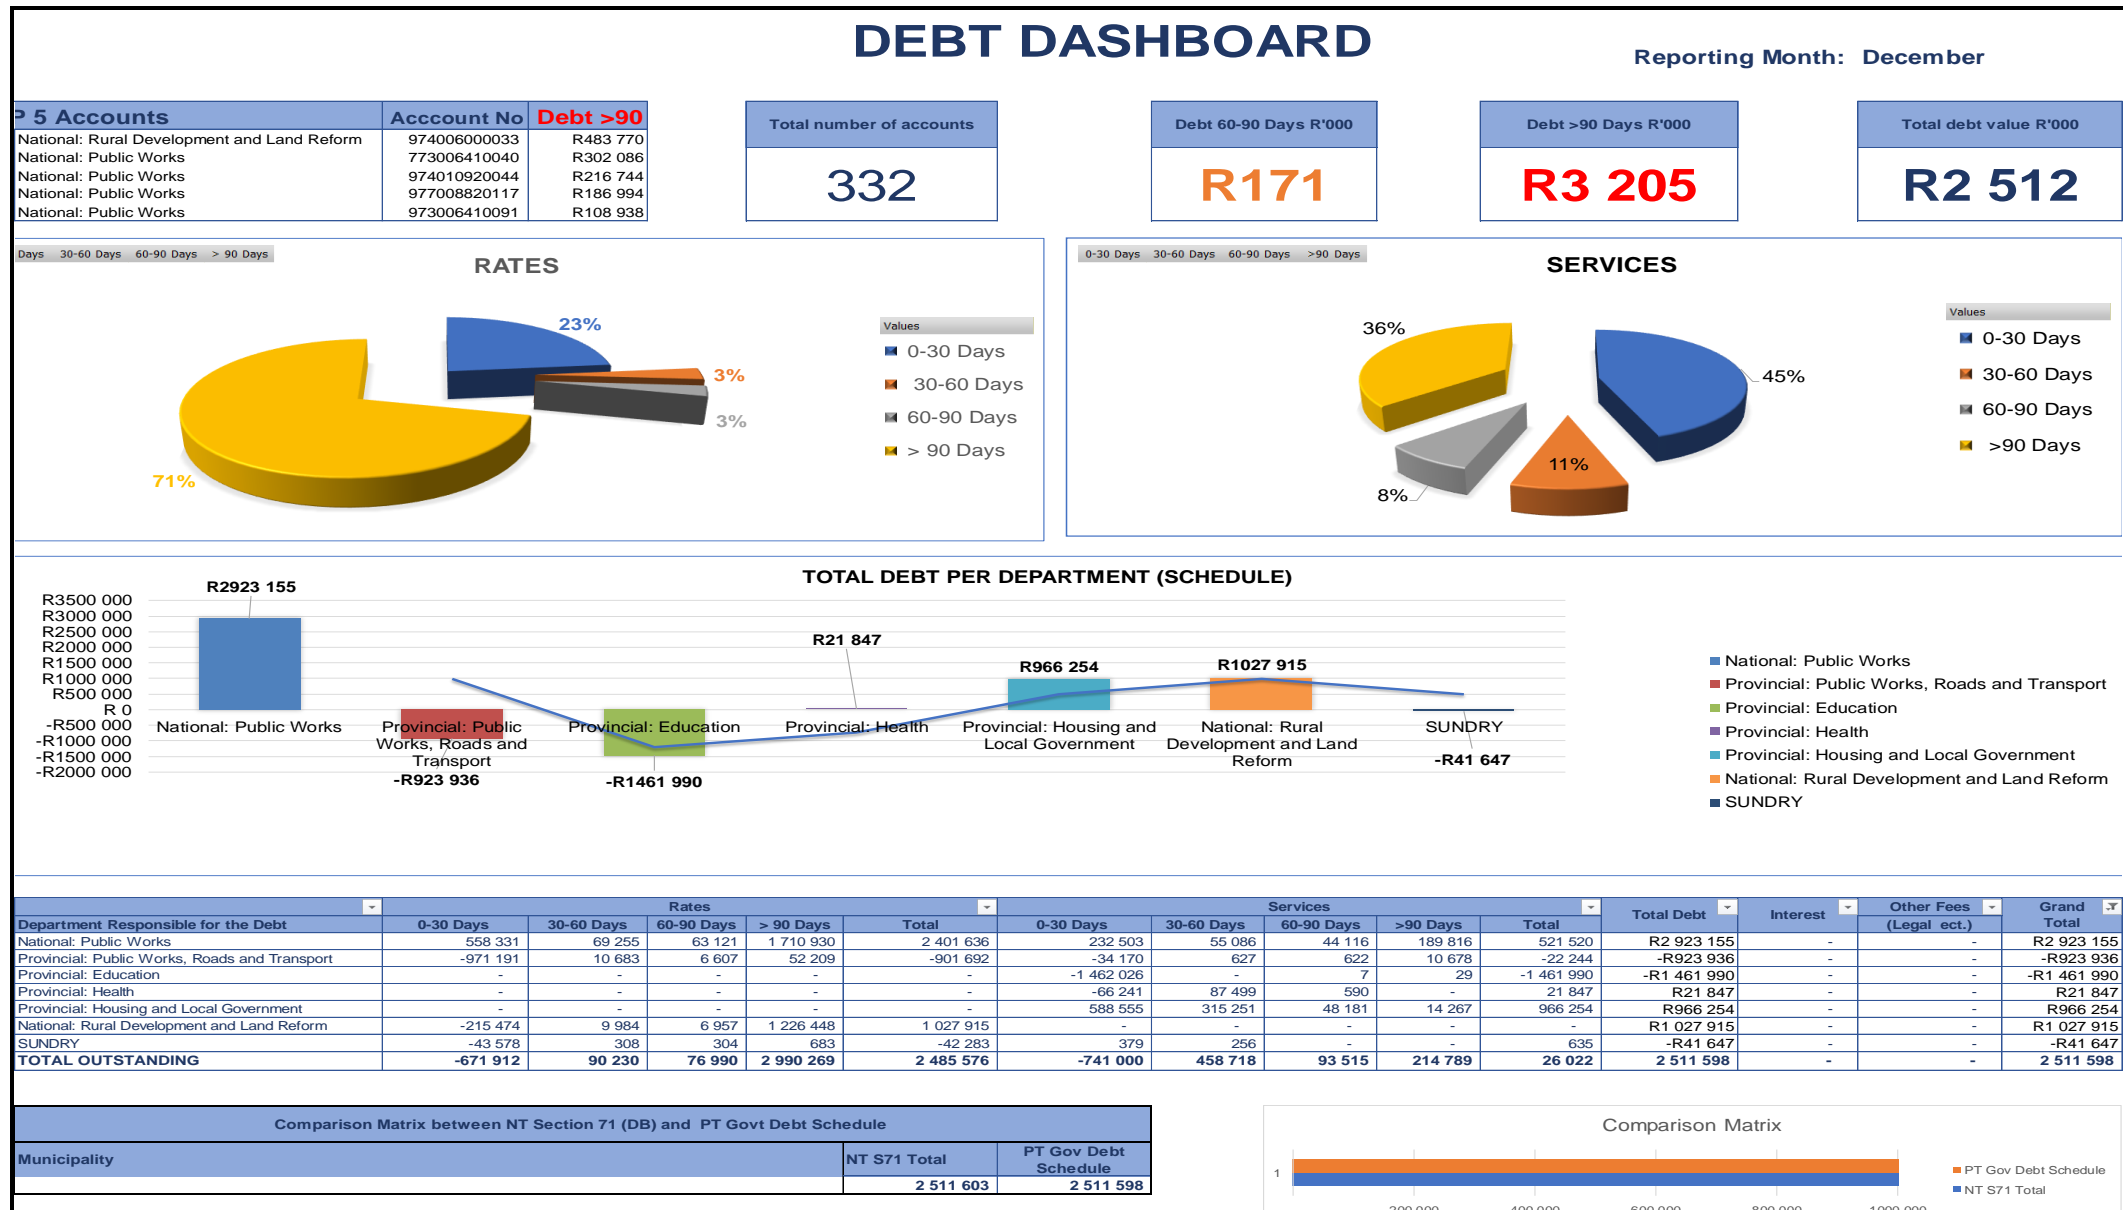 DEBT DASHBOARD
Reporting Month: December
P 5 Accounts Acccount No Debt >90
National: Rural Development and Land Reform 974006000033 R483 770
National: Public Works 773006410040 R302 086
National: Public Works 974010920044 R216 744
National: Public Works 977008820117 R186 994
National: Public Works 973006410091 R108 938
Total number of accounts
332
Debt 60-90 Days R'000
R171
Debt >90 Days R'000
R3 205
Total debt value R'000
R2 512
Days 30-60 Days 60-90 Days > 90 Days
RATES
23%
3%
3%
71%
Values
0-30 Days
30-60 Days
60-90 Days
> 90 Days
0-30 Days 30-60 Days 60-90 Days >90 Days
SERVICES
36%
45%
11%
8%
Values
0-30 Days
30-60 Days
60-90 Days
>90 Days
TOTAL DEBT PER DEPARTMENT (SCHEDULE)
R3500 000
R3000 000
R2500 000
R2000 000
R1500 000
R1000 000
R500 000
R 0
-R500 000
-R1000 000
-R1500 000
-R2000 000
R2923 155
-R923 936
-R1461 990
R21 847
R966 254
R1027 915
-R41 647
National: Public Works
Provincial: Public
Works, Roads and
Transport
Provincial: Education
Provincial: Health
Provincial: Housing and
Local Government
National: Rural
Development and Land
Reform
SUNDRY
National: Public Works
Provincial: Public Works, Roads and Transport
Provincial: Education
Provincial: Health
Provincial: Housing and Local Government
National: Rural Development and Land Reform
SUNDRY
Rates Services Total Debt Interest Other Fees Grand
Department Responsible for the Debt 0-30 Days 30-60 Days 60-90 Days > 90 Days Total 0-30 Days 30-60 Days 60-90 Days >90 Days Total (Legal ect.) Total
National: Public Works 558 331 69 255 63 121 1 710 930 2 401 636 232 503 55 086 44 116 189 816 521 520 R2 923 155 - - R2 923 155
Provincial: Public Works, Roads and Transport -971 191 10 683 6 607 52 209 -901 692 -34 170 627 622 10 678 -22 244 -R923 936 - - -R923 936
Provincial: Education - - - - - -1 462 026 - 7 29 -1 461 990 -R1 461 990 - - -R1 461 990
Provincial: Health - - - - - -66 241 87 499 590 - 21 847 R21 847 - - R21 847
Provincial: Housing and Local Government - - - - - 588 555 315 251 48 181 14 267 966 254 R966 254 - - R966 254
National: Rural Development and Land Reform -215 474 9 984 6 957 1 226 448 1 027 915 - - - - - R1 027 915 - - R1 027 915
SUNDRY -43 578 308 304 683 -42 283 379 256 - - 635 -R41 647 - - -R41 647
TOTAL OUTSTANDING -671 912 90 230 76 990 2 990 269 2 485 576 -741 000 458 718 93 515 214 789 26 022 2 511 598 - - 2 511 598
Comparison Matrix between NT Section 71 (DB) and PT Govt Debt Schedule
Municipality NT S71 Total PT Gov Debt
Schedule
2 511 603 2 511 598
Comparison Matrix
1
PT Gov Debt Schedule
NT S71 Total
200 000 400 000 600 000 800 000 1000 000